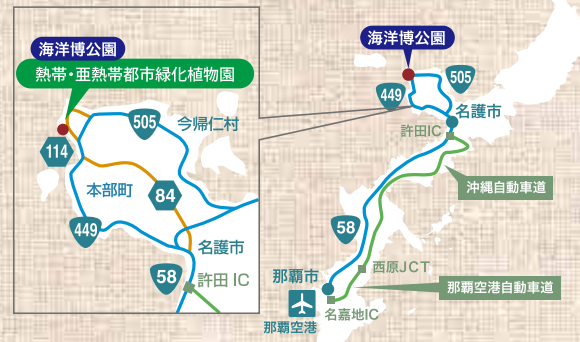 海洋博公園
熱帯・亜熱帯都市緑化植物園
505
今帰仁村
114
本部町
84
449
名護市
58
許田 IC
海洋博公園
505
449
名護市
許田IC
沖縄自動車道
58
西原JCT
那覇市
那覇空港自動車道
名嘉地IC
那覇空港